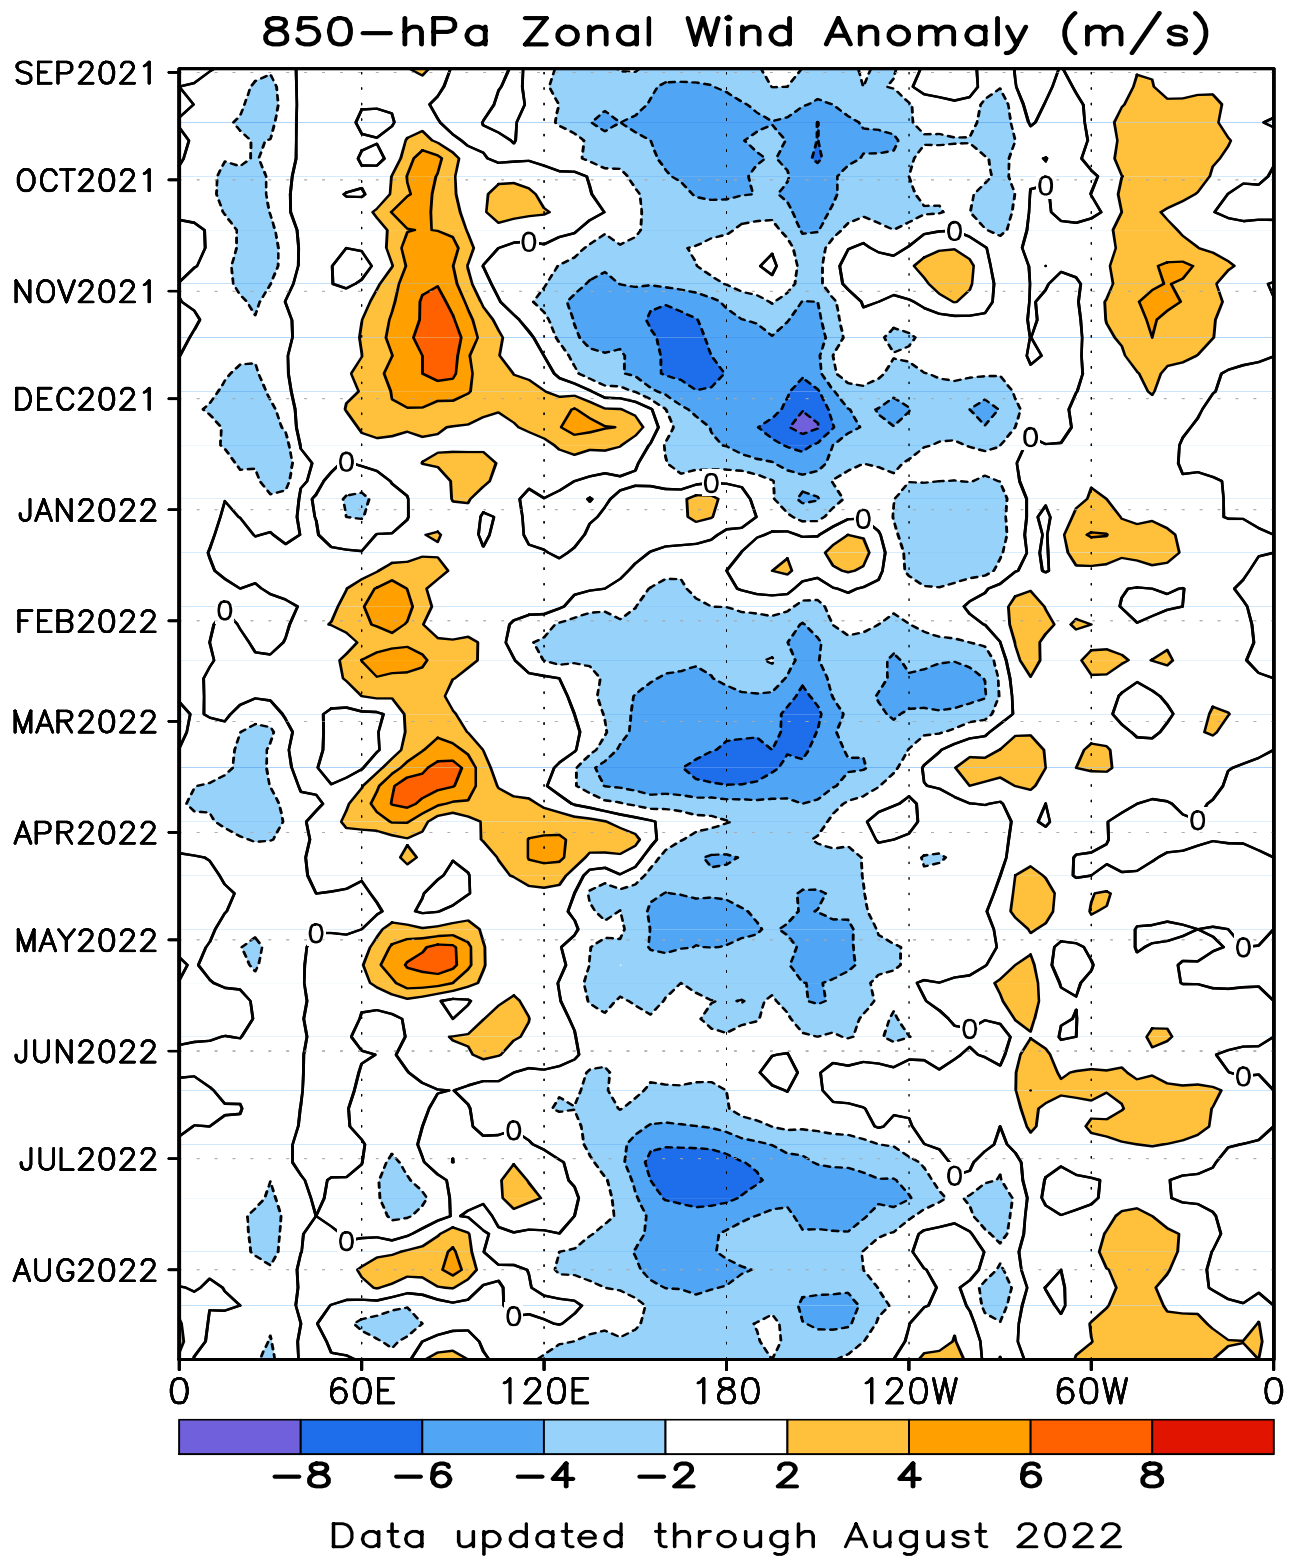 850-hPa Zonal Wind Anomaly (m/s)
SEP2021
OCT2021
0
0
0
NOV2021
DEC2021
0
0
0
JAN2022
0
FEB2022
0
MAR2022
APR2022
0
MAY2022
0
0
JUN2022
0
0
JUL2022
0
0
AUG2022
0
0
0 60E 120E 180 120W 60W 0
-8 -6 -4 -2 2 4 6 8
Data updated through August 2022